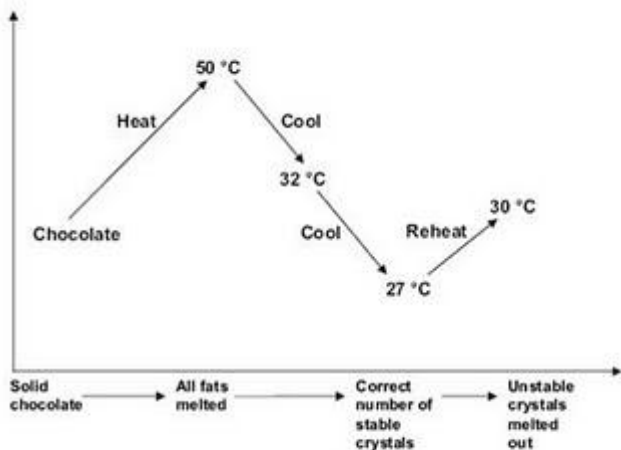 50 °C
Heat
Cool
32 °C
30 °C
Chocolate
Cool
Reheat
27 °C
Solid
chocolate
All fats
melted
Correct
number of
stable
crystals
Unstable
crystals
melted
out